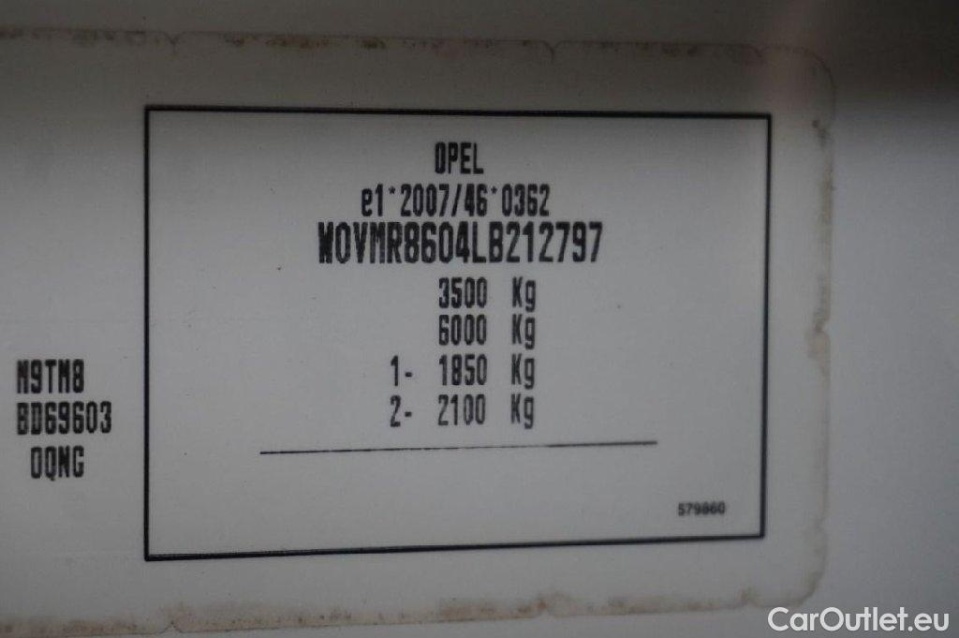 OPEL
e1*2007/46*0362
W0VMR8604LB212797
3500 Kg
6000 Kg
1- 1850 Kg
2- 2100 Kg
M9TM8
BD69603
0QNG
579860
CarOutlet.eu